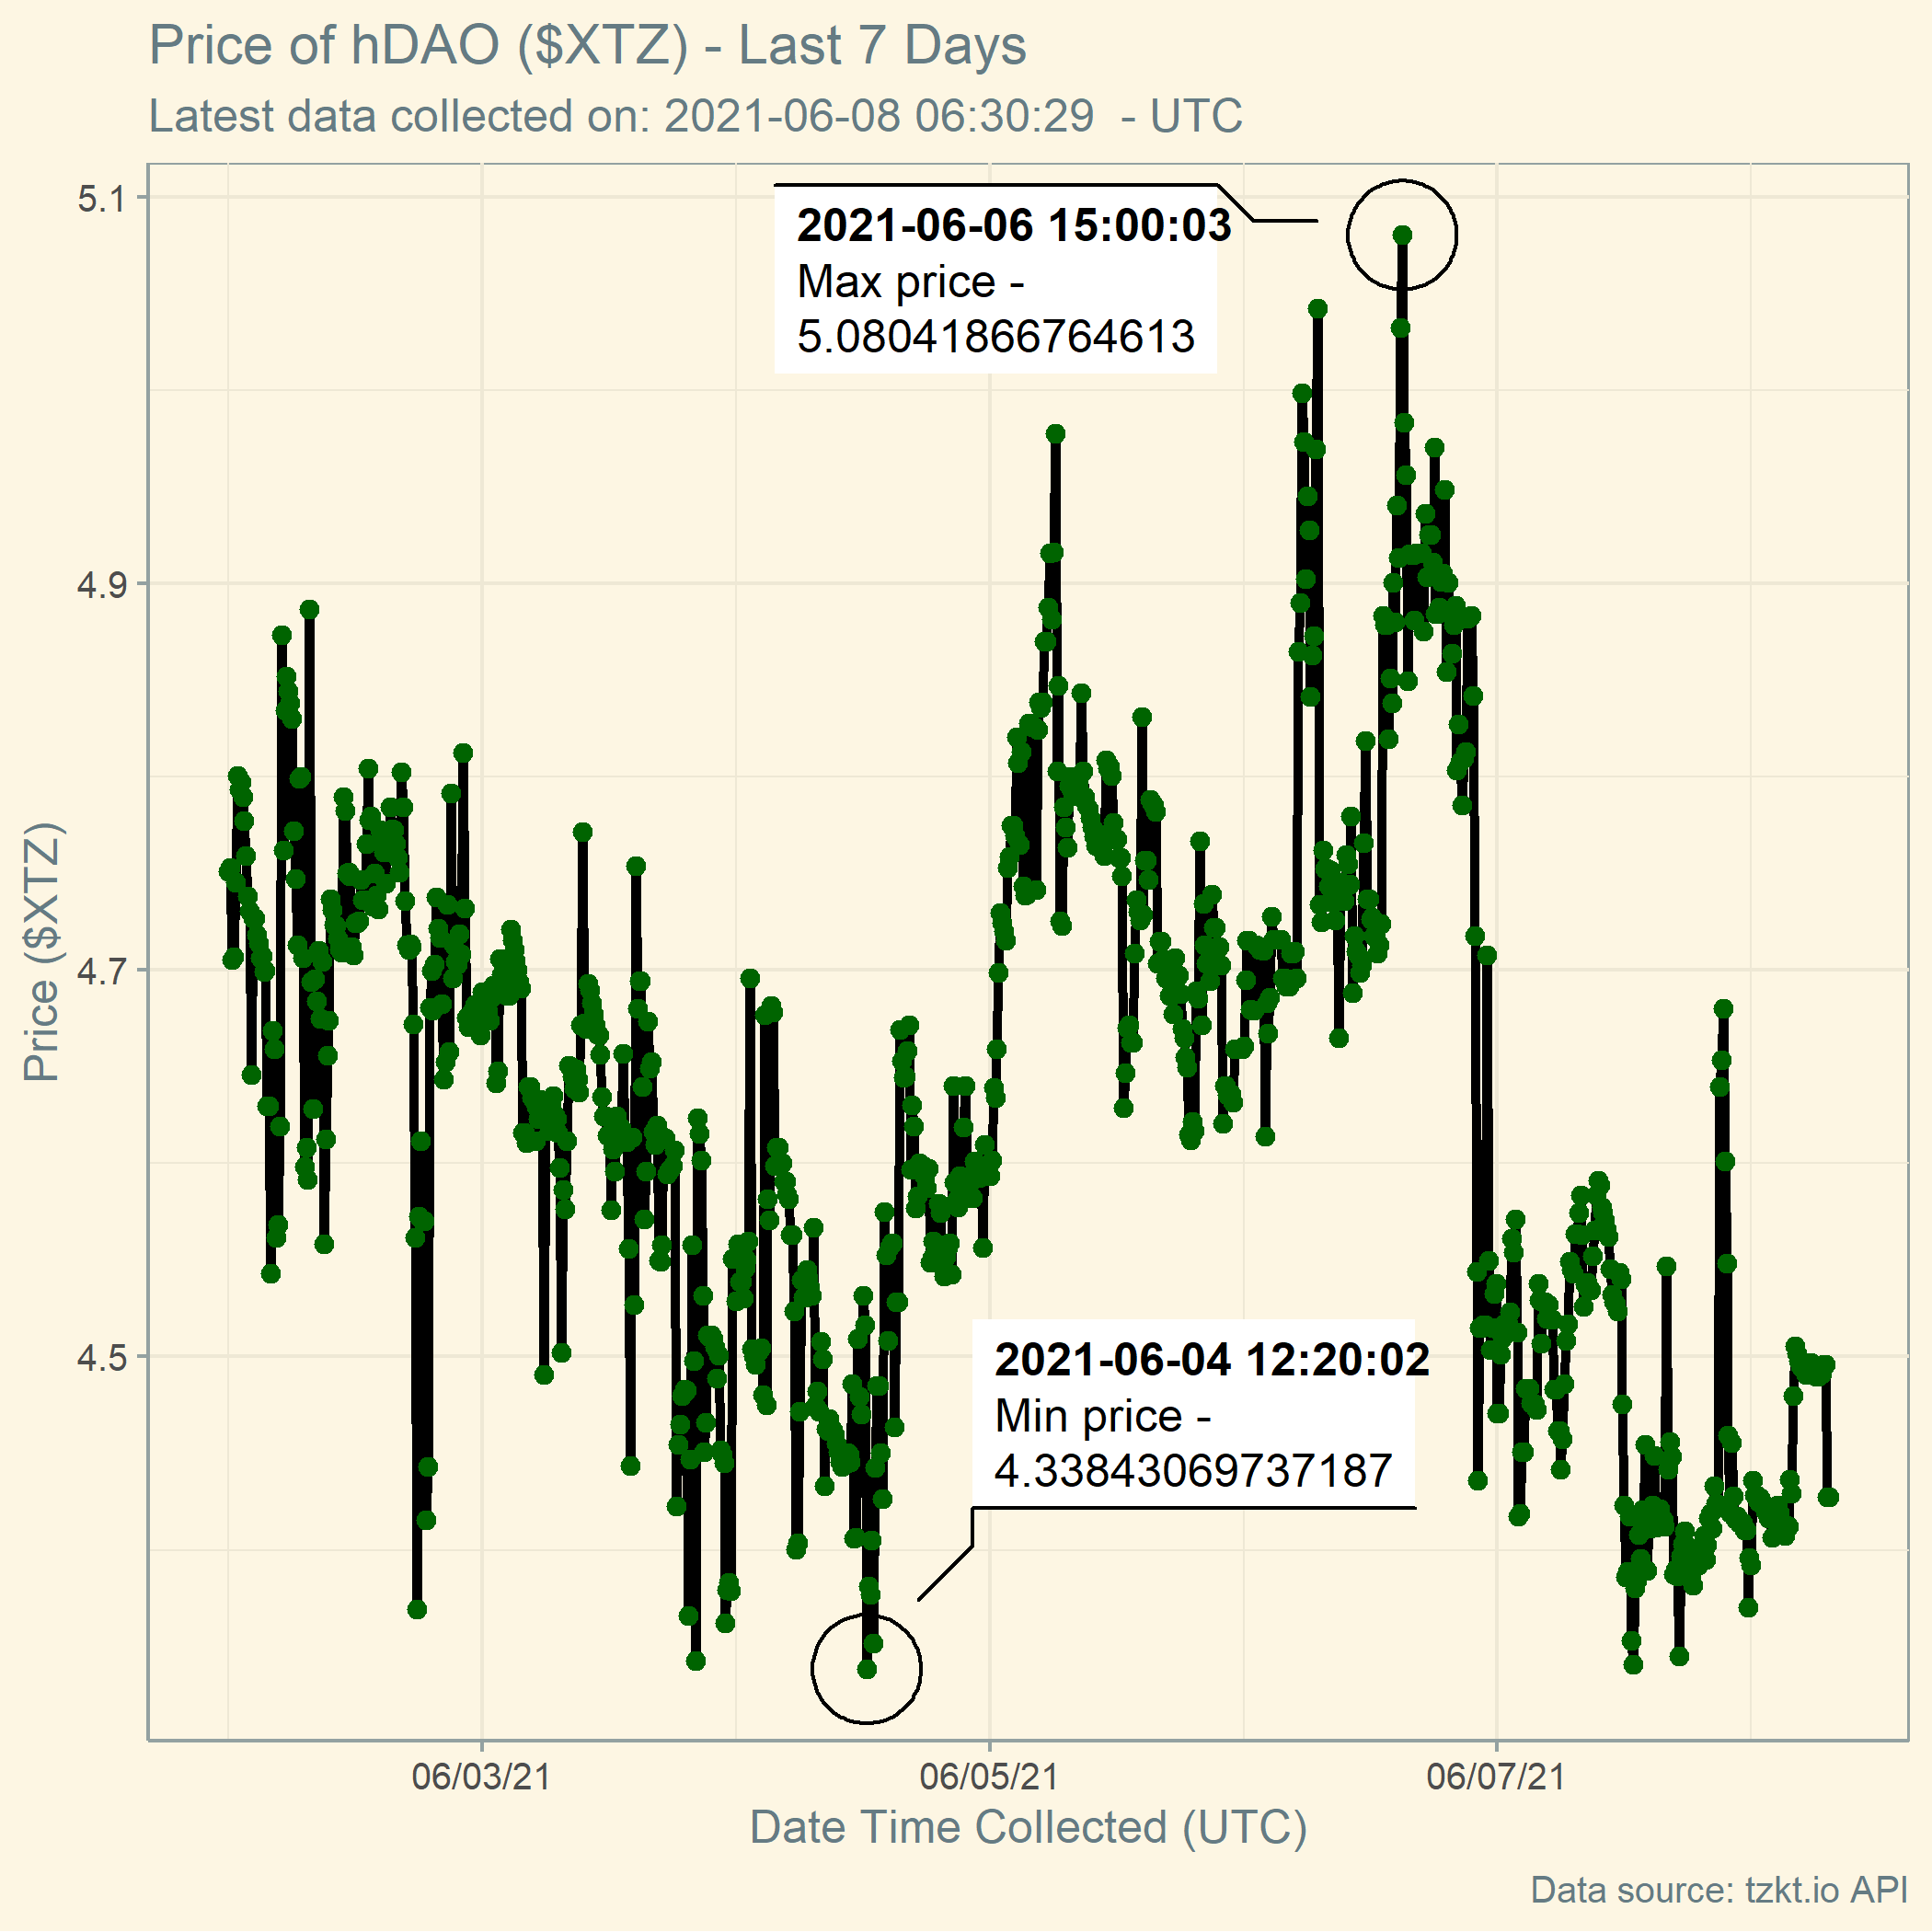 Price of hDAO ($XTZ) - Last 7 Days
Latest data collected on: 2021-06-08 06:30:29  - UTC
5.1
4.9
4.7
4.5
Price ($XTZ)
2021-06-06 15:00:03
Max price -
5.08041866764613
2021-06-04 12:20:02
Min price -
4.33843069737187
06/03/21
06/05/21
06/07/21
Date Time Collected (UTC)
Data source: tzkt.io API